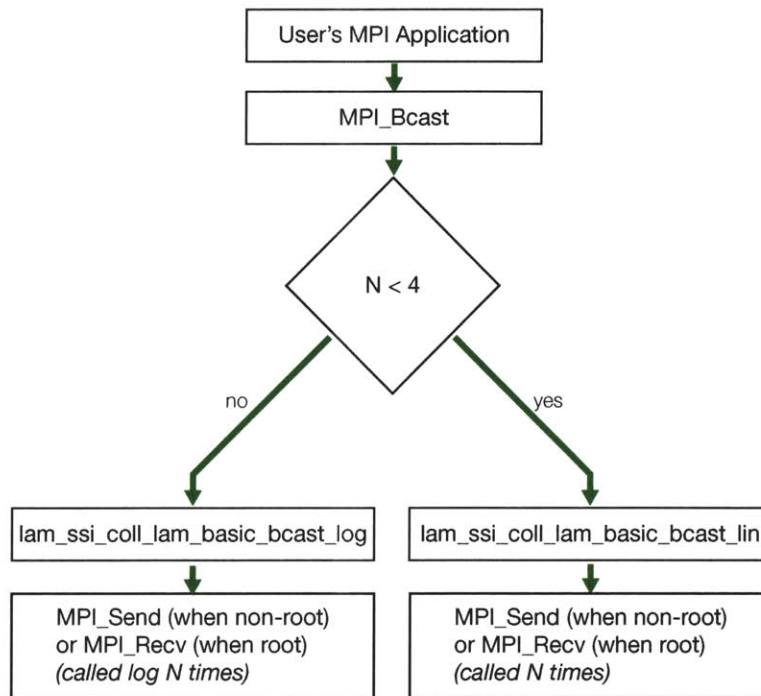 User's MPI Application
MPI_Bcast
N < 4
no
yes
lam_ssi_coll_lam_basic_bcast_log
lam_ssi_coll_lam_basic_bcast_lin
MPI_Send (when non-root)
or MPI_Recv (when root)
(called log N times)
MPI_Send (when non-root)
or MPI_Recv (when root)
(called N times)